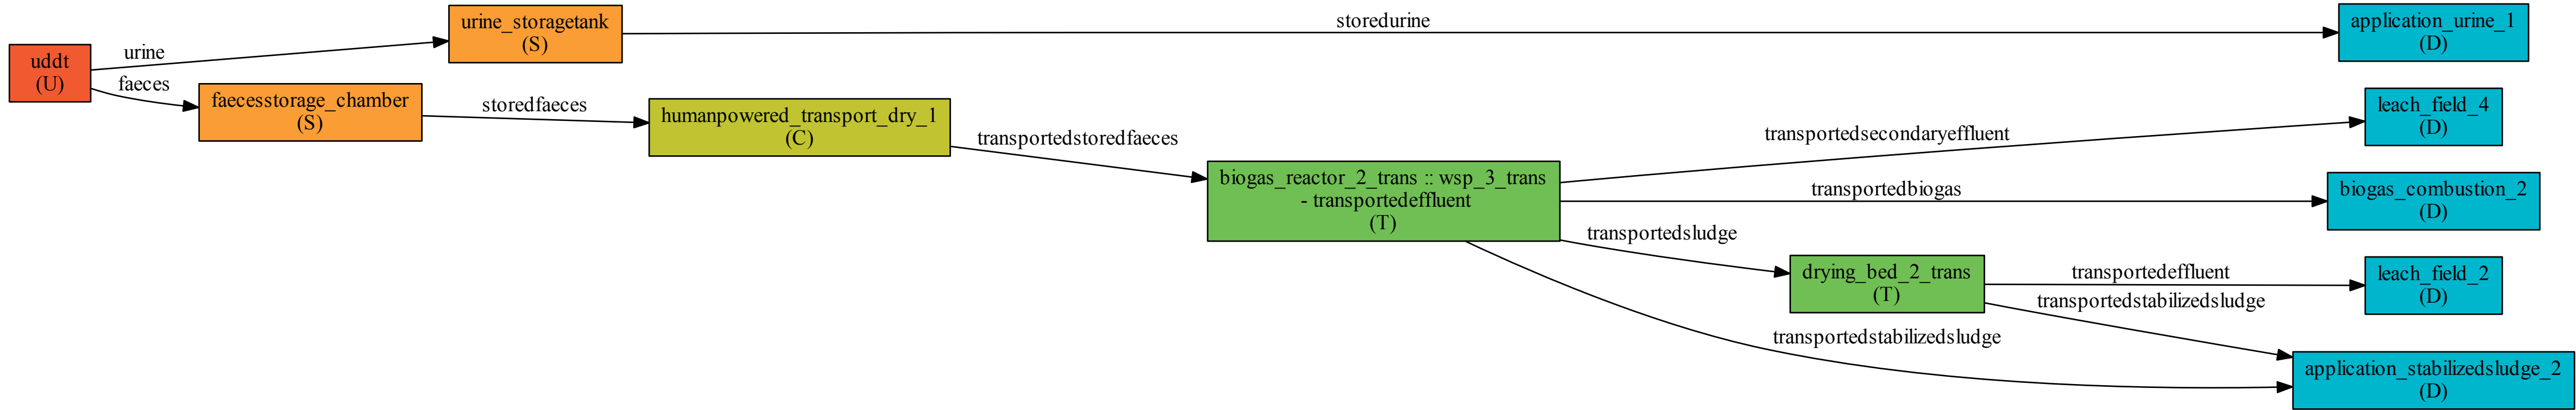 uddt
(U)
urine
faeces
urine_storagetank
(S)
faecesstorage_chamber
(S)
storedurine
storedfaeces
humanpowered_transport_dry_1
(C)
transportedstoredfaeces
biogas_reactor_2_trans :: wsp_3_trans
- transportedeffluent
(T)
transportedsecondaryeffluent
transportedbiogas
transportedsludge
transportedstabilizedsludge
drying_bed_2_trans
(T)
transportedeffluent
transportedstabilizedsludge
application_urine_1
(D)
leach_field_4
(D)
biogas_combustion_2
(D)
leach_field_2
(D)
application_stabilizedsludge_2
(D)